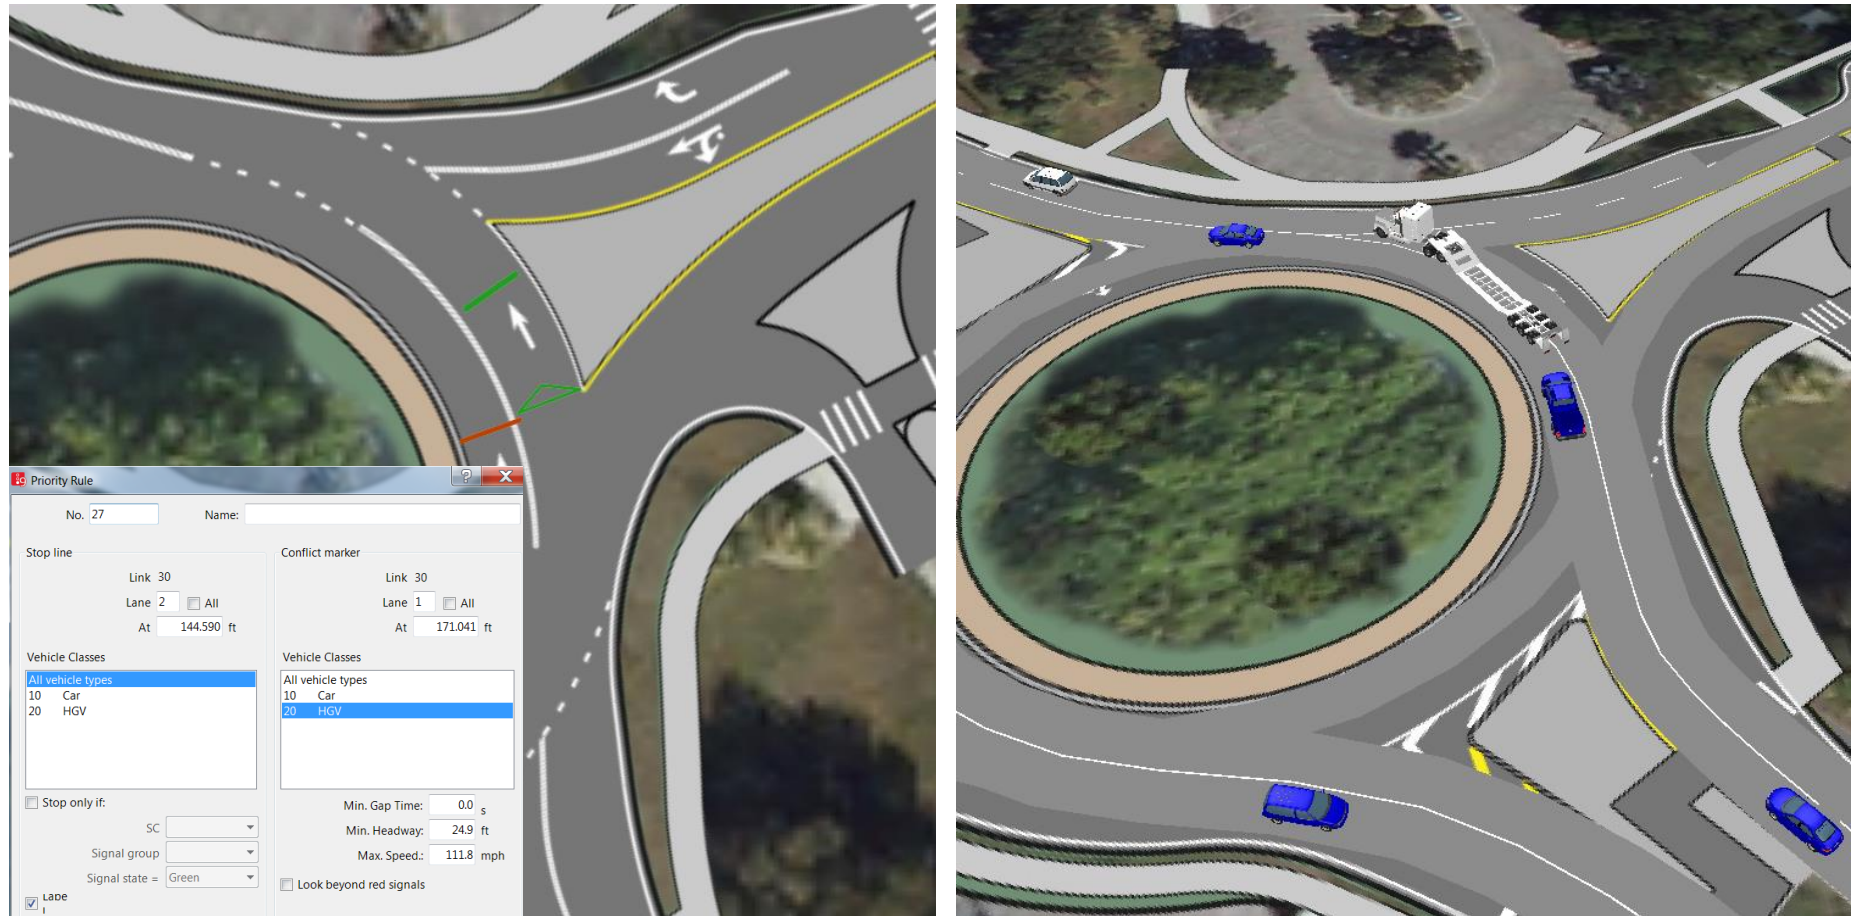 Priority Rule
No. 27 Name:
Stop line Conflict marker
Link 30 Link 30
Lane 2 All Lane 1 All
At 144.590 ft At 171.041 ft
Vehicle Classes Vehicle Classes
All vehicle types All vehicle types
10 Car 10 Car
20 HGV 20 HGV
Stop only if: Min. Gap Time: 0.0 s
SC Min. Headway: 24.9 ft
Signal group Max. Speed.: 111.8 mph
Signal state = Green Look beyond red signals